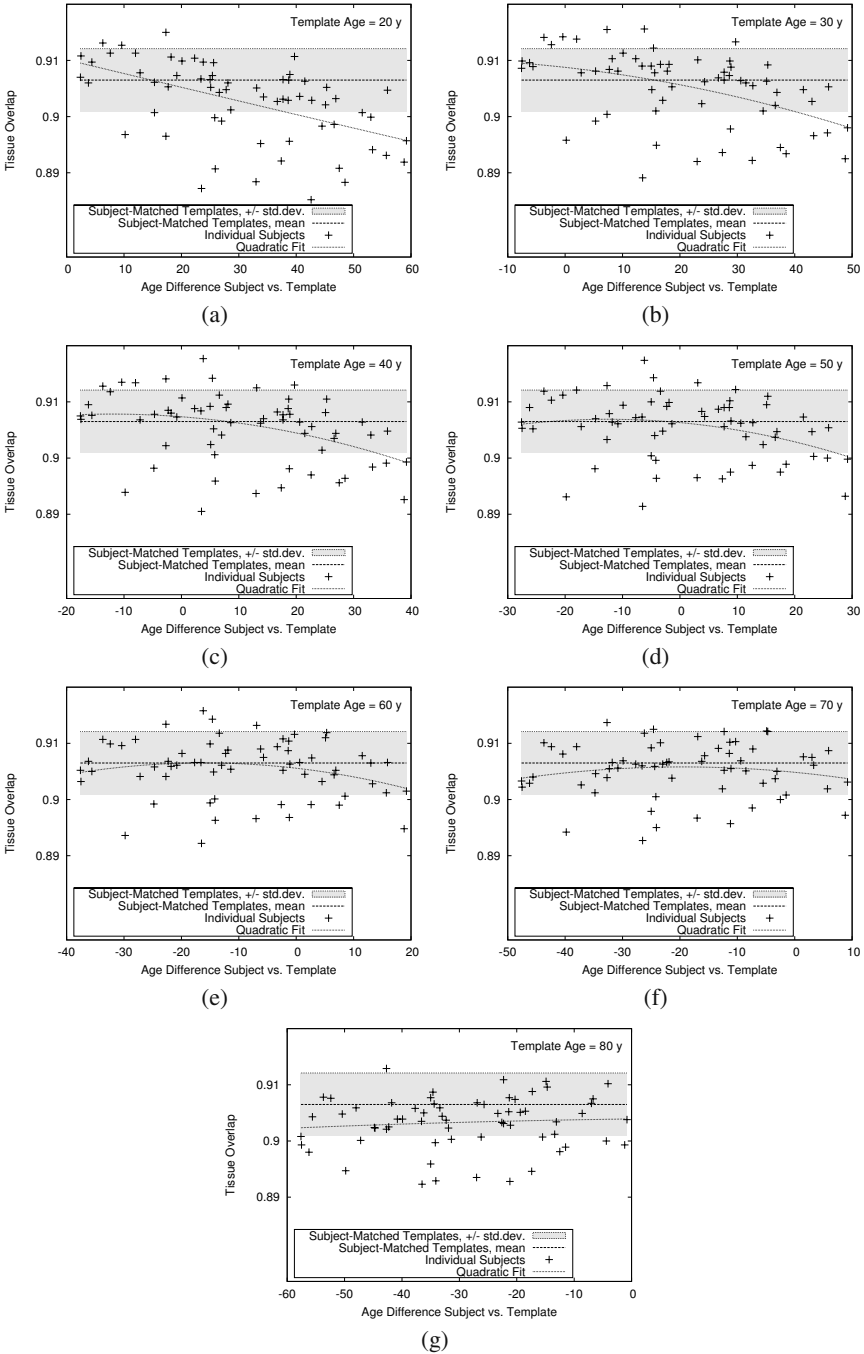 Template Age = 20 y
0.91
0.9
0.89
Tissue Overlap
Subject-Matched Templates, +/- std.dev.
Subject-Matched Templates, mean
Individual Subjects
Quadratic Fit
0 10 20 30 40 50 60
Age Difference Subject vs. Template
(a)
Template Age = 30 y
0.91
0.9
0.89
Tissue Overlap
Subject-Matched Templates, +/- std.dev.
Subject-Matched Templates, mean
Individual Subjects
Quadratic Fit
-10 0 10 20 30 40 50
Age Difference Subject vs. Template
(b)
Template Age = 40 y
0.91
0.9
0.89
Tissue Overlap
Subject-Matched Templates, +/- std.dev.
Subject-Matched Templates, mean
Individual Subjects
Quadratic Fit
-20 -10 0 10 20 30 40
Age Difference Subject vs. Template
(c)
Template Age = 50 y
0.91
0.9
0.89
Tissue Overlap
Subject-Matched Templates, +/- std.dev.
Subject-Matched Templates, mean
Individual Subjects
Quadratic Fit
-30 -20 -10 0 10 20 30
Age Difference Subject vs. Template
(d)
Template Age = 60 y
0.91
0.9
0.89
Tissue Overlap
Subject-Matched Templates, +/- std.dev.
Subject-Matched Templates, mean
Individual Subjects
Quadratic Fit
-40 -30 -20 -10 0 10 20
Age Difference Subject vs. Template
(e)
Template Age = 70 y
0.91
0.9
0.89
Tissue Overlap
Subject-Matched Templates, +/- std.dev.
Subject-Matched Templates, mean
Individual Subjects
Quadratic Fit
-50 -40 -30 -20 -10 0 10
Age Difference Subject vs. Template
(f)
Template Age = 80 y
0.91
0.9
0.89
Tissue Overlap
Subject-Matched Templates, +/- std.dev.
Subject-Matched Templates, mean
Individual Subjects
Quadratic Fit
-60 -50 -40 -30 -20 -10 0
Age Difference Subject vs. Template
(g)